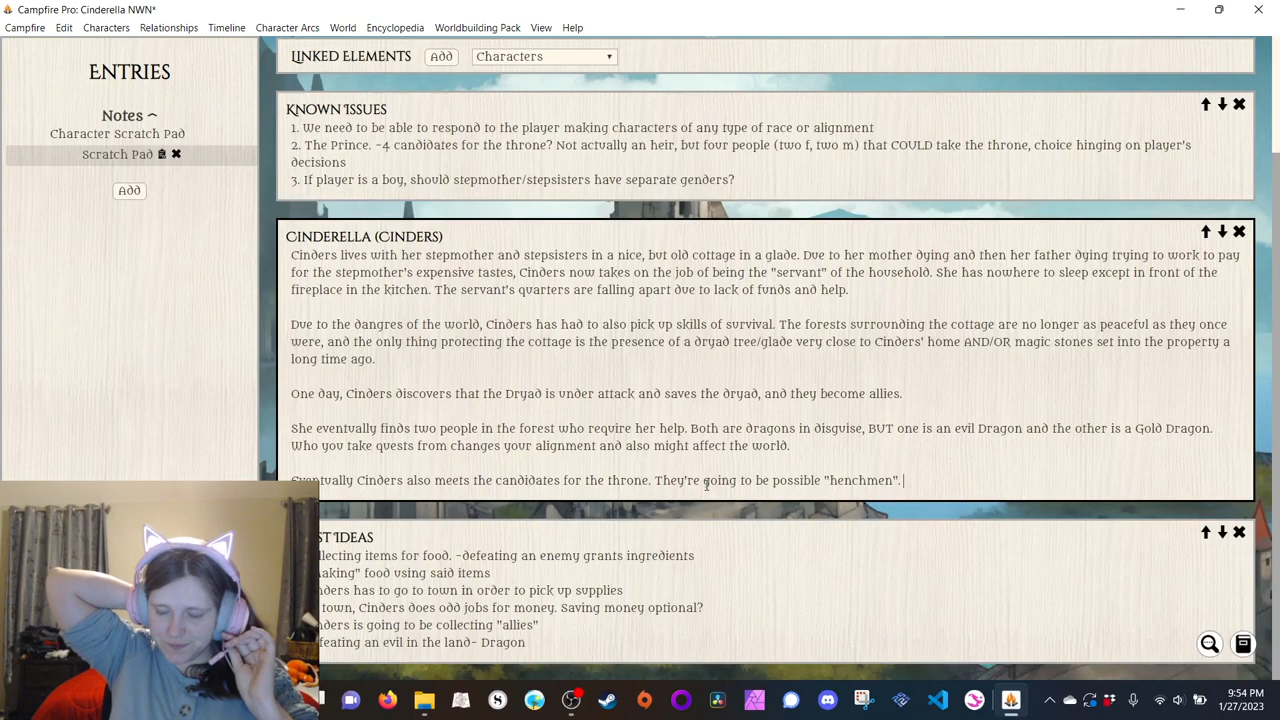 Campfire Pro: Cinderella NWN*
Campfire Edit Characters Relationships Timeline Character Arcs World Encyclopedia Worldbuilding Pack View Help
Entries
Notes
Character Scratch Pad
Scratch Pad
Add
Linked Elements Add Characters
Known Issues
1. We need to be able to respond to the player making characters of any type of race or alignment
2. The Prince. -4 candidates for the throne? Not actually an heir, but four people (two f, two m) that COULD take the throne, choice hinging on player's
decisions
3. If player is a boy, should stepmother/stepsisters have separate genders?
Cinderella (Cinders)
Cinders lives with her stepmother and stepsisters in a nice, but old cottage in a glade. Due to her mother dying and then her father dying trying to work to pay
for the stepmother's expensive tastes, Cinders now takes on the job of being the "servant" of the household. She has nowhere to sleep except in front of the
fireplace in the kitchen. The servant's quarters are falling apart due to lack of funds and help.
Due to the dangres of the world, Cinders has had to also pick up skills of survival. The forests surrounding the cottage are no longer as peaceful as they once
were, and the only thing protecting the cottage is the presence of a dryad tree/glade very close to Cinders' home AND/OR magic stones set into the property a
long time ago.
One day, Cinders discovers that the Dryad is under attack and saves the dryad, and they become allies.
She eventually finds two people in the forest who require her help. Both are dragons in disguise, BUT one is an evil Dragon and the other is a Gold Dragon.
Who you take quests from changes your alignment and also might affect the world.
Eventually Cinders also meets the candidates for the throne. They're going to be possible "henchmen".
st Ideas
llecting items for food. -defeating an enemy grants ingredients
aking" food using said items
nders has to go to town in order to pick up supplies
town, Cinders does odd jobs for money. Saving money optional?
nders is going to be collecting "allies"
feating an evil in the land- Dragon
9:54 PM
1/27/2023